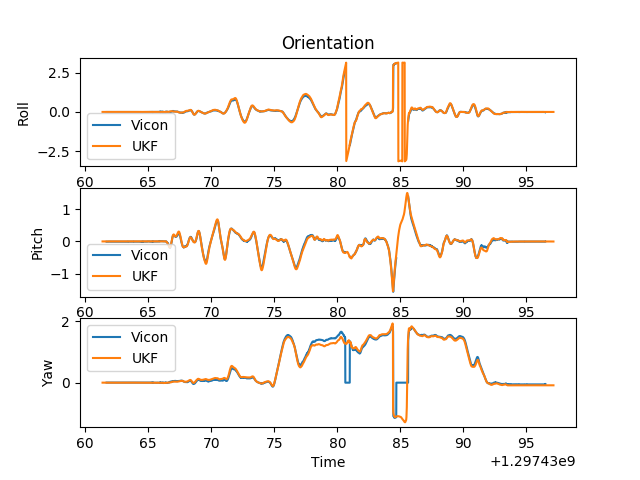 Orientation
Roll
2.5
0.0
−2.5
Vicon
UKF
60 65 70 75 80 85 90 95
Pitch
1
0
−1
Vicon
UKF
60 65 70 75 80 85 90 95
Yaw
2
0
Vicon
UKF
60 65 70 75 80 85 90 95
Time
+1.29743e9